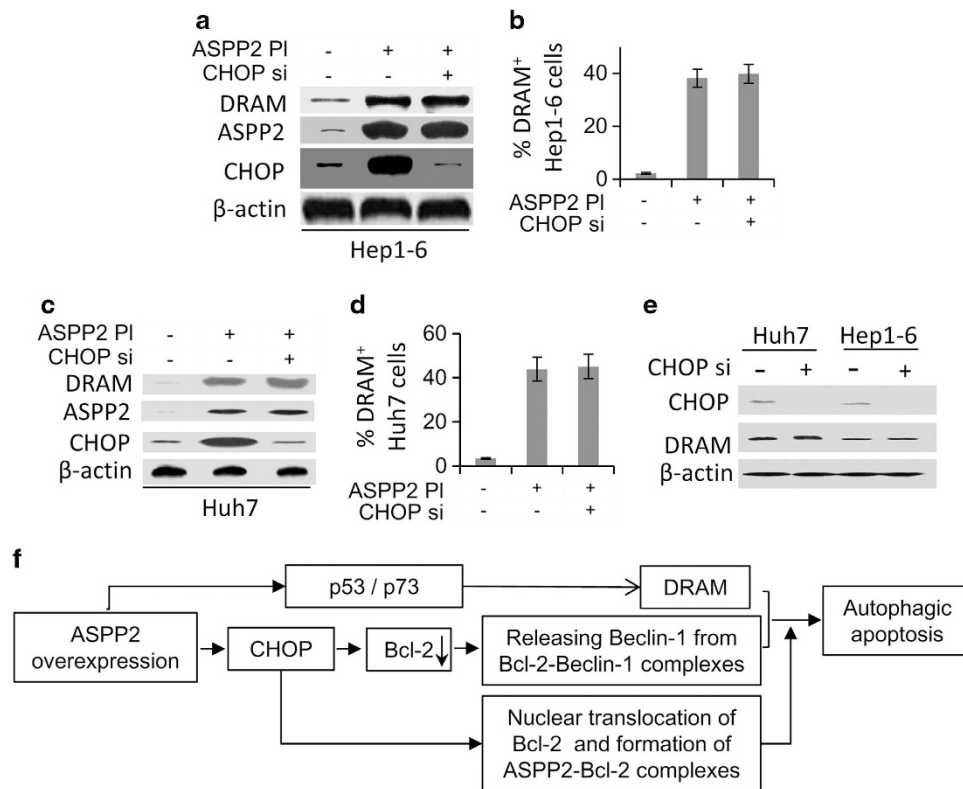 a
ASPP2 Pl - + +
CHOP si - - +
DRAM
ASPP2
CHOP
β-actin
Hep1-6
b
% DRAM+
Hep1-6 cells
40
20
0
ASPP2 Pl - + +
CHOP si - - +
c
ASPP2 Pl - + +
CHOP si - - +
DRAM
ASPP2
CHOP
β-actin
Huh7
d
% DRAM+
Huh7 cells
60
40
20
0
ASPP2 Pl - + +
CHOP si - - +
e
Huh7 Hep1-6
CHOP si - + - +
CHOP
DRAM
β-actin
f
ASPP2
overexpression
p53 / p73
DRAM
CHOP
Bcl-2
Releasing Beclin-1 from
Bcl-2-Beclin-1 complexes
Nuclear translocation of
Bcl-2 and formation of
ASPP2-Bcl-2 complexes
Autophagic
apoptosis